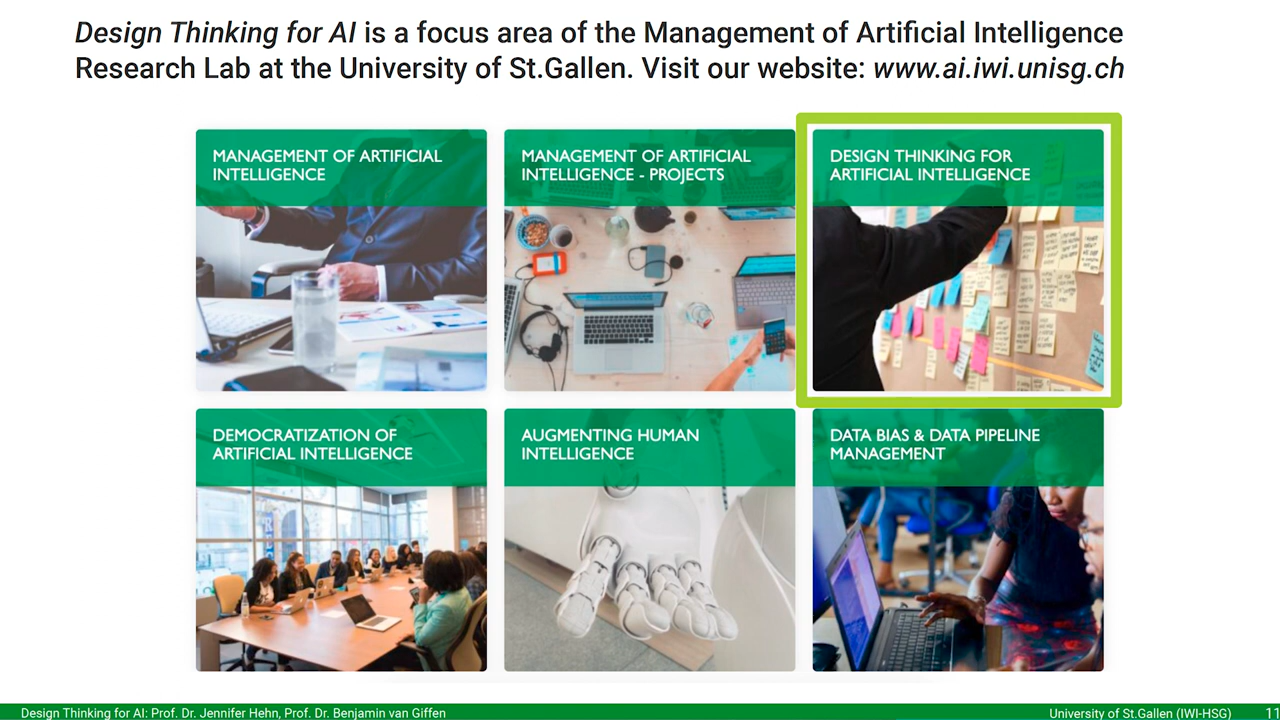 Design Thinking for AI is a focus area of the Management of Artificial Intelligence
Research Lab at the University of St.Gallen. Visit our website: www.ai.iwi.unisg.ch
MANAGEMENT OF ARTIFICIAL
INTELLIGENCE
MANAGEMENT OF ARTIFICIAL
INTELLIGENCE - PROJECTS
DESIGN THINKING FOR
ARTIFICIAL INTELLIGENCE
DEMOCRATIZATION OF
ARTIFICIAL INTELLIGENCE
AUGMENTING HUMAN
INTELLIGENCE
DATA BIAS & DATA PIPELINE
MANAGEMENT
Design Thinking for AI: Prof. Dr. Jennifer Hehn, Prof. Dr. Benjamin van Giffen
University of St.Gallen (IWI-HSG)
11